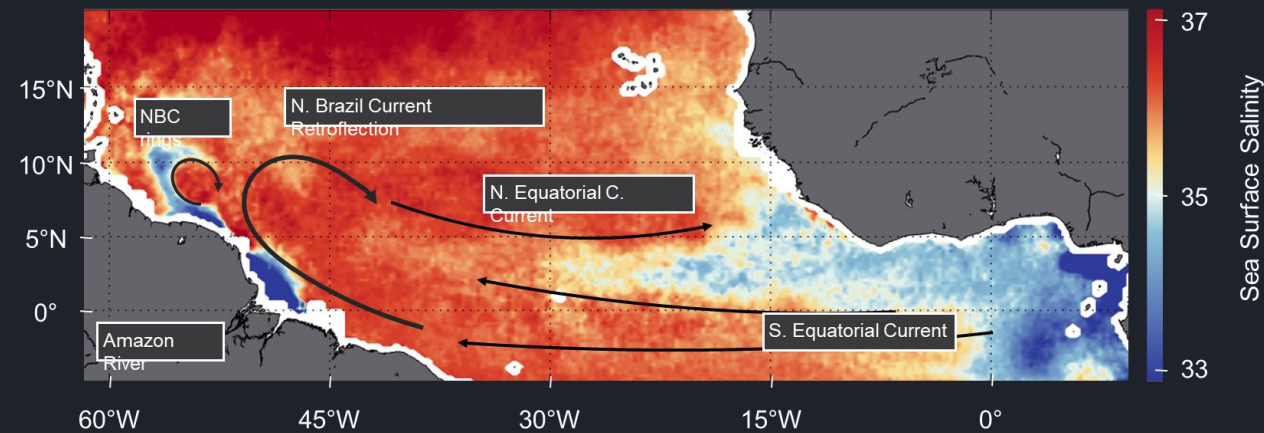 NBC
rings
N. Brazil Current
Retroflection
N. Equatorial C.
Current
S. Equatorial Current
Amazon
River
15°N
10°N
5°N
0°
60°W
45°W
30°W
15°W
0°
37
35
33
Sea Surface Salinity